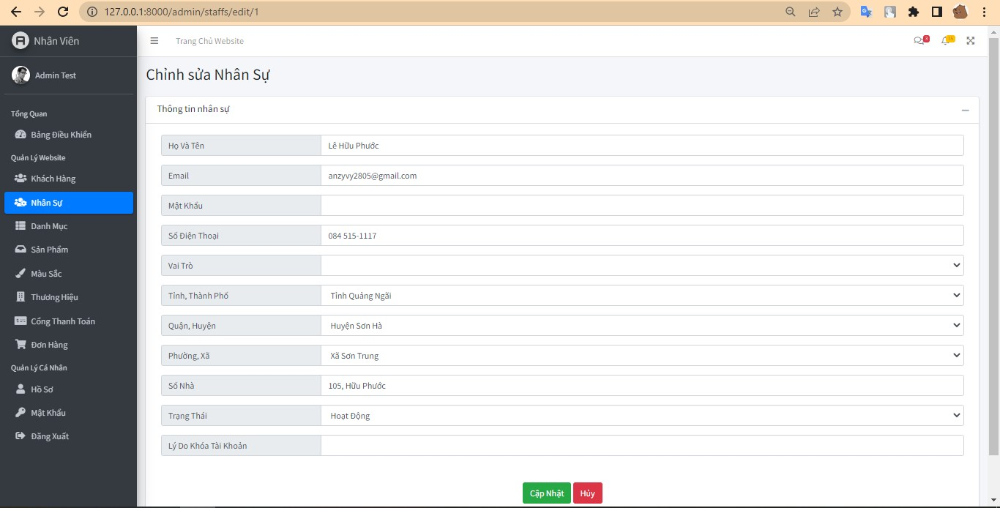 127.0.0.1:8000/admin/staffs/edit/1
Nhân Viên
Trang Chủ Website
3
15
Admin Test
Tổng Quan
Bảng Điều Khiển
Quản Lý Website
Khách Hàng
Nhân Sự
Danh Mục
Sản Phẩm
Màu Sắc
Thương Hiệu
Cổng Thanh Toán
Đơn Hàng
Quản Lý Cá Nhân
Hồ Sơ
Mật Khẩu
Đăng Xuất
Chỉnh sửa Nhân Sự
Thông tin nhân sự
Họ Và Tên Lê Hữu Phước
Email anzyvy2805@gmail.com
Mật Khẩu
Số Điện Thoại 084 515-1117
Vai Trò
Tỉnh, Thành Phố Tỉnh Quảng Ngãi
Quận, Huyện Huyện Sơn Hà
Phường, Xã Xã Sơn Trung
Số Nhà 105, Hữu Phước
Trạng Thái Hoạt Động
Lý Do Khóa Tài Khoản
Cập Nhật Hủy